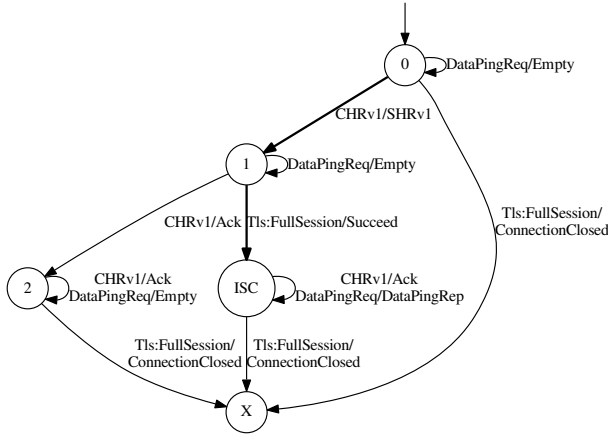 0
DataPingReq/Empty
CHRv1/SHRv1
1
DataPingReq/Empty
Tls:FullSession/
ConnectionClosed
CHRv1/Ack
Tls:FullSession/Succeed
2
CHRv1/Ack
DataPingReq/Empty
ISC
CHRv1/Ack
DataPingReq/DataPingRep
Tls:FullSession/
ConnectionClosed
Tls:FullSession/
ConnectionClosed
X